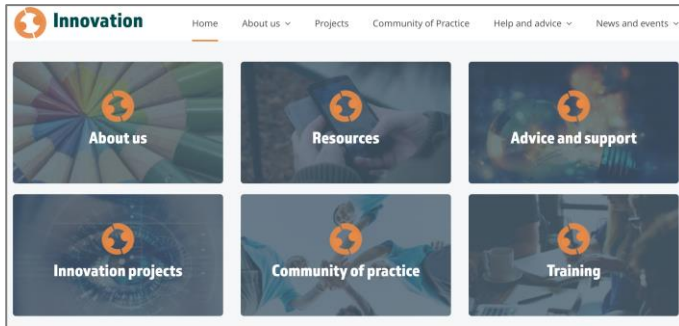 Innovation
Home About us Projects Community of Practice Help and advice News and events
About us Resources Advice and support
Innovation projects Community of practice Training